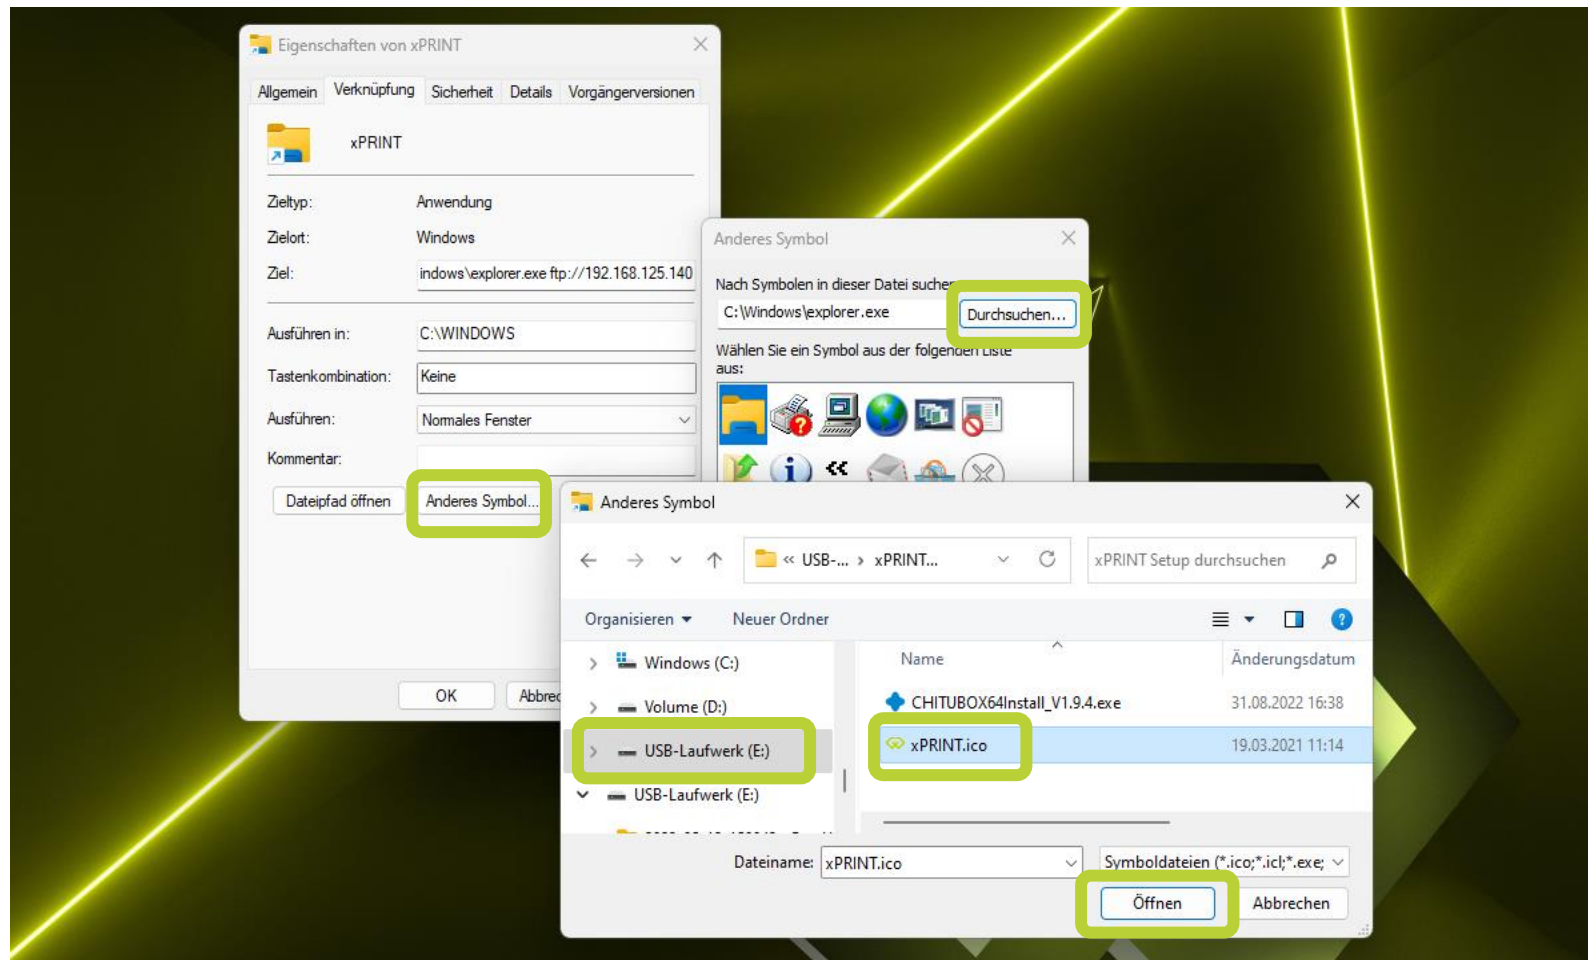 Eigenschaften von xPRINT
Allgemein Verknüpfung Sicherheit Details Vorgängerversionen
xPRINT
Zieltyp: Anwendung
Zielort: Windows
Ziel: indows\explorer.exe ftp://192.168.125.140
Ausführen in: C:\WINDOWS
Tastenkombination: Keine
Ausführen: Normales Fenster
Kommentar:
Dateipfad öffnen Anderes Symbol...
OK
Anderes Symbol
Nach Symbolen in dieser Datei
C:\Windows\explorer.exe Durchsuchen...
Wählen Sie ein Symbol aus der folgenden Liste
aus:
Anderes Symbol
« USB-... › xPRINT... xPRINT Setup durchsuchen
Organisieren Neuer Ordner
Windows (C:)
Volume (D:)
USB-Laufwerk (E:)
USB-Laufwerk (E:)
Name Änderungsdatum
CHITUBOX64Install_V1.9.4.exe 31.08.2022 16:38
xPRINT.ico 19.03.2021 11:14
Dateiname: xPRINT.ico Symboldateien (*.ico;*.icl;*.exe;
Öffnen Abbrechen